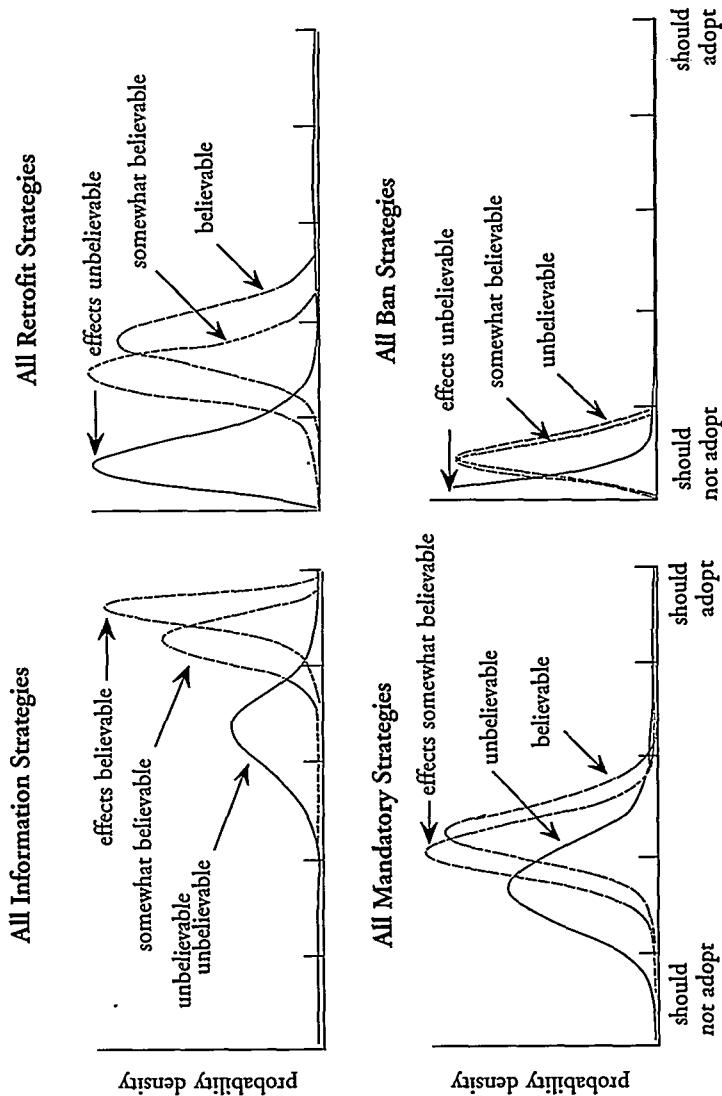 All Information Strategies
effects believable
somewhat believable
unbelievable
unbelievable
probability density
All Retrofit Strategies
effects unbelievable
somewhat believable
believable
All Mandatory Strategies
effects somewhat believable
unbelievable
believable
probability density
should
not adopt
should
adopt
All Ban Strategies
effects unbelievable
somewhat believable
unbelievable
should
not adopt
should
adopt